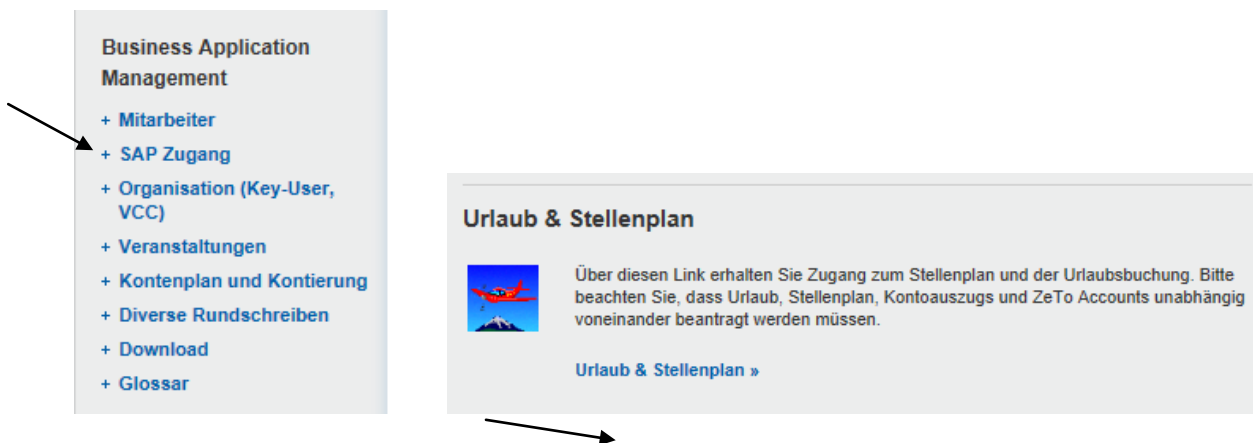 Business Application
Management
+ Mitarbeiter
+ SAP Zugang
+ Organisation (Key-User,
VCC)
+ Veranstaltungen
+ Kontenplan und Kontierung
+ Diverse Rundschreiben
+ Download
+ Glossar
Urlaub & Stellenplan
Über diesen Link erhalten Sie Zugang zum Stellenplan und der Urlaubsbuchung. Bitte
beachten Sie, dass Urlaub, Stellenplan, Kontoauszugs und ZeTo Accounts unabhängig
voneinander beantragt werden müssen.
Urlaub & Stellenplan »